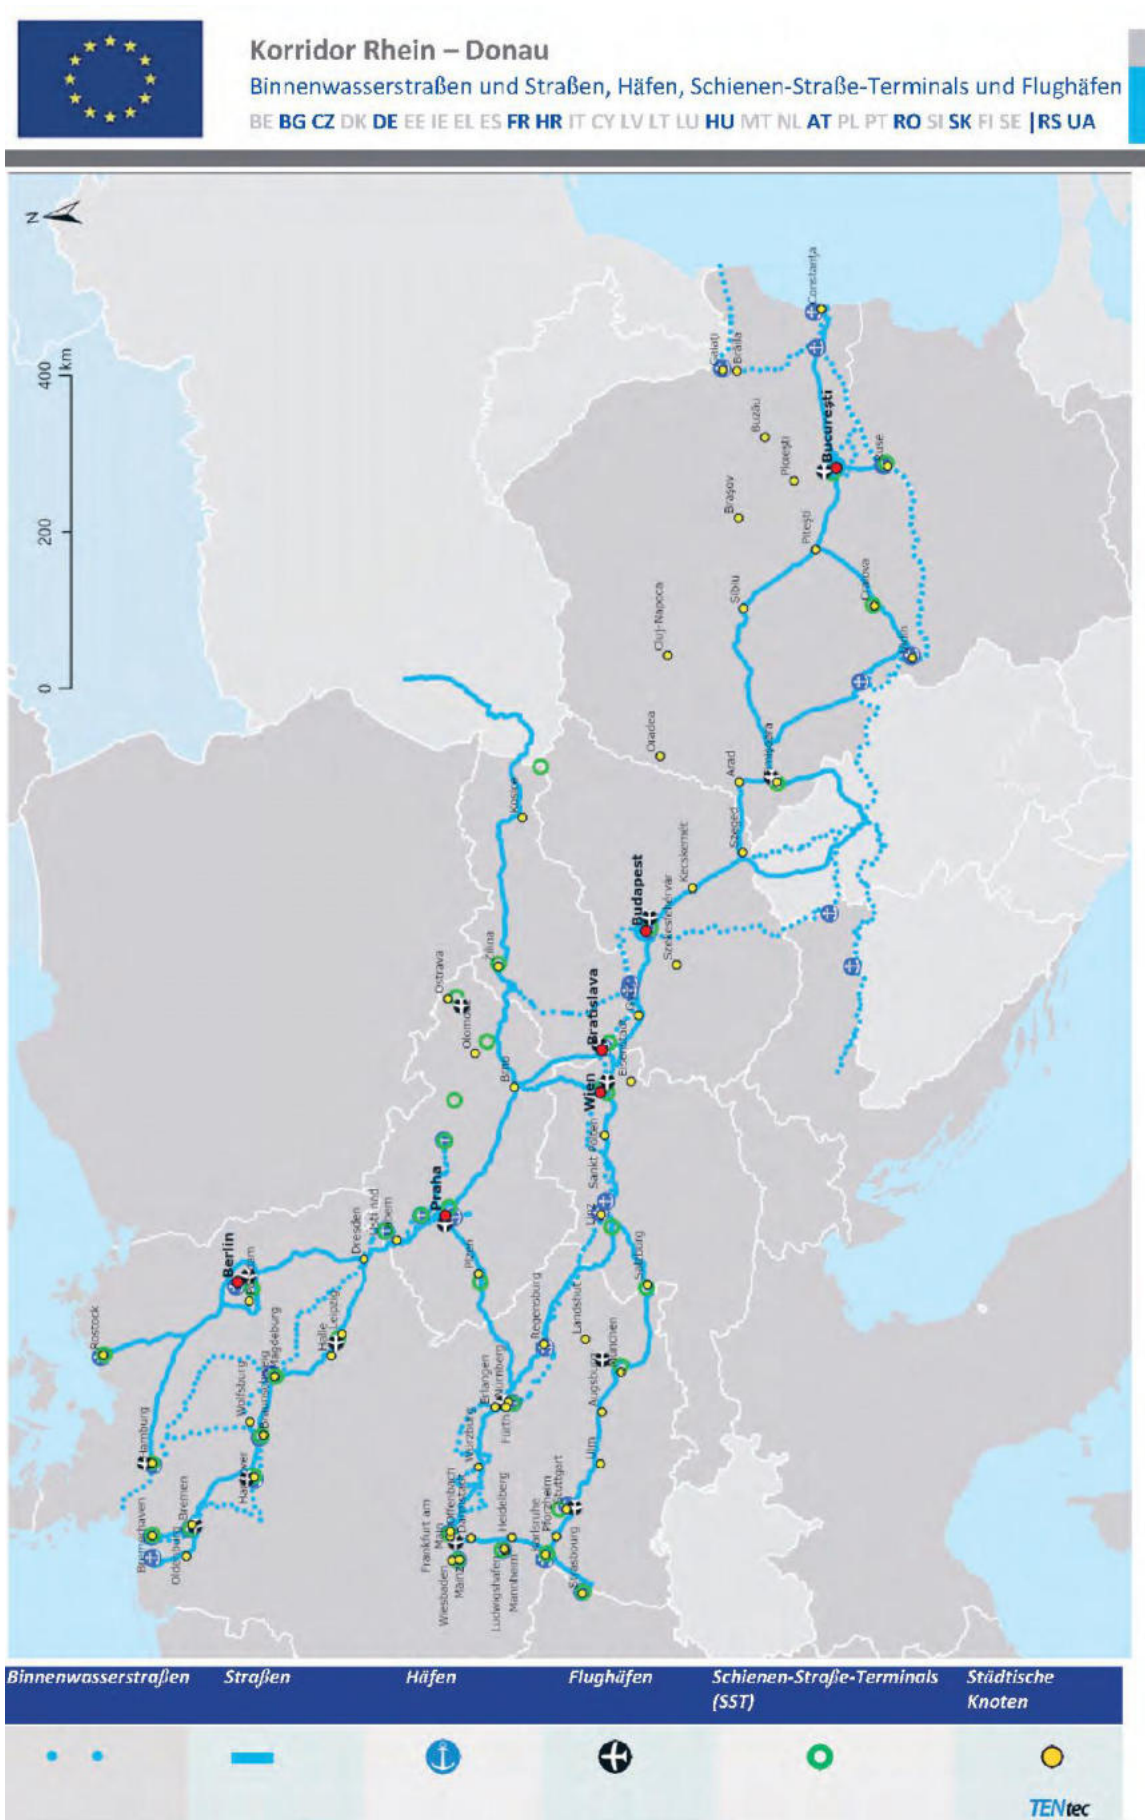 Korridor Rhein – Donau
Binnenwasserstraßen und Straßen, Häfen, Schienen-Straße-Terminals und Flughäfen
BE BG CZ DK DE EE IE EL ES FR HR IT CY LV LT LU HU MT NL AT PL PT RO SI SK FI SE |RS UA
N
400
km
200
0
Constanța
Galați
Brăila
Buzău
Ploiești
București
Ruse
Brașov
Pitești
Craiova
Sibiu
Cluj-Napoca
Vidin
Oradea
Arad
Timișoara
Szeged
Košice
Kecskemét
Budapest
Székesfehérvár
Žilina
Ostrava
Olomouc
Bratislava
Eisenstadt
Brno
Wien
Sankt Pölten
Linz
Praha
Ústí nad
Labem
Plzeň
Dresden
Salzburg
Berlin
Regensburg
Landshut
München
Augsburg
Leipzig
Halle
Magdeburg
Rostock
Erlangen
Nürnberg
Fürth
Wolfsburg
Braunschweig
Würzburg
Ulm
Hamburg
Hannover
Stuttgart
Pforzheim
Karlsruhe
Heidelberg
Offenbach
Darmstadt
Frankfurt am
Main
Bremen
Bremerhaven
Oldenburg
Wiesbaden
Mainz
Ludwigshafen
Mannheim
Strasbourg
Binnenwasserstraßen Straßen Häfen Flughäfen Schienen-Straße-Terminals Städtische
(SST) Knoten
TENtec